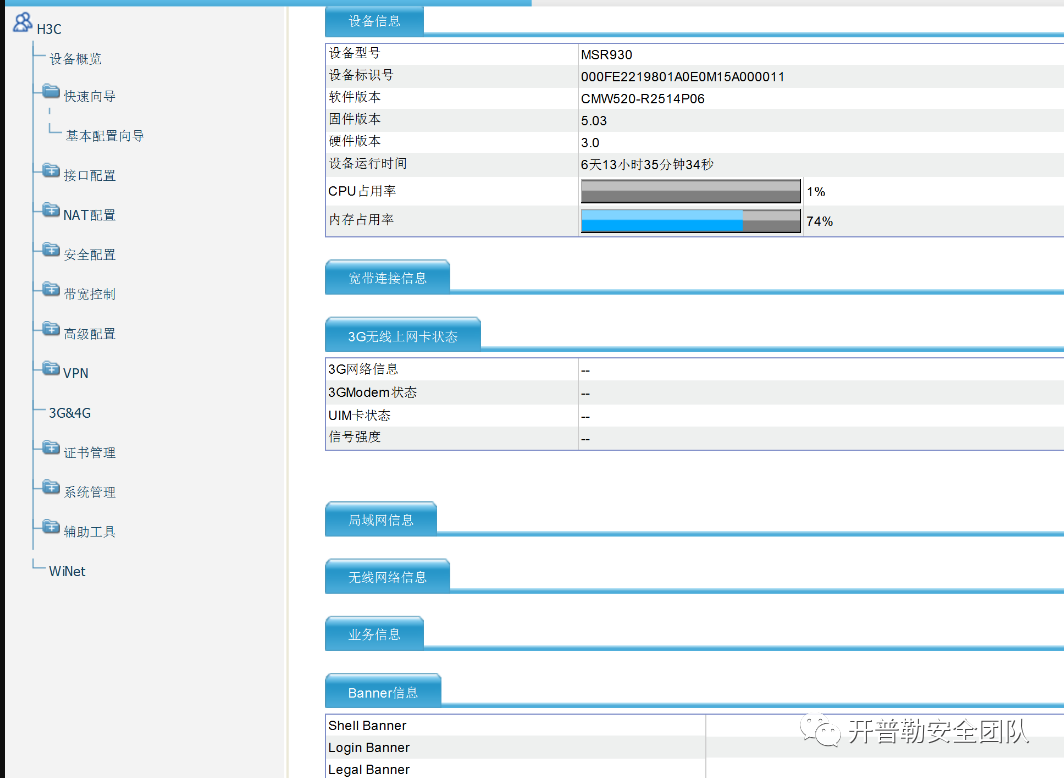 H3C
设备概览
快速向导
基本配置向导
接口配置
NAT配置
安全配置
带宽控制
高级配置
VPN
3G&4G
证书管理
系统管理
辅助工具
WiNet
设备信息
设备型号 MSR930
设备标识号 000FE2219801A0E0M15A000011
软件版本 CMW520-R2514P06
固件版本 5.03
硬件版本 3.0
设备运行时间 6天13小时35分钟34秒
CPU占用率 1%
内存占用率 74%
宽带连接信息
3G无线上网卡状态
3G网络信息 --
3GModem状态 --
UIM卡状态 --
信号强度 --
局域网信息
无线网络信息
业务信息
Banner信息
Shell Banner
Login Banner
Legal Banner
开普勒安全团队